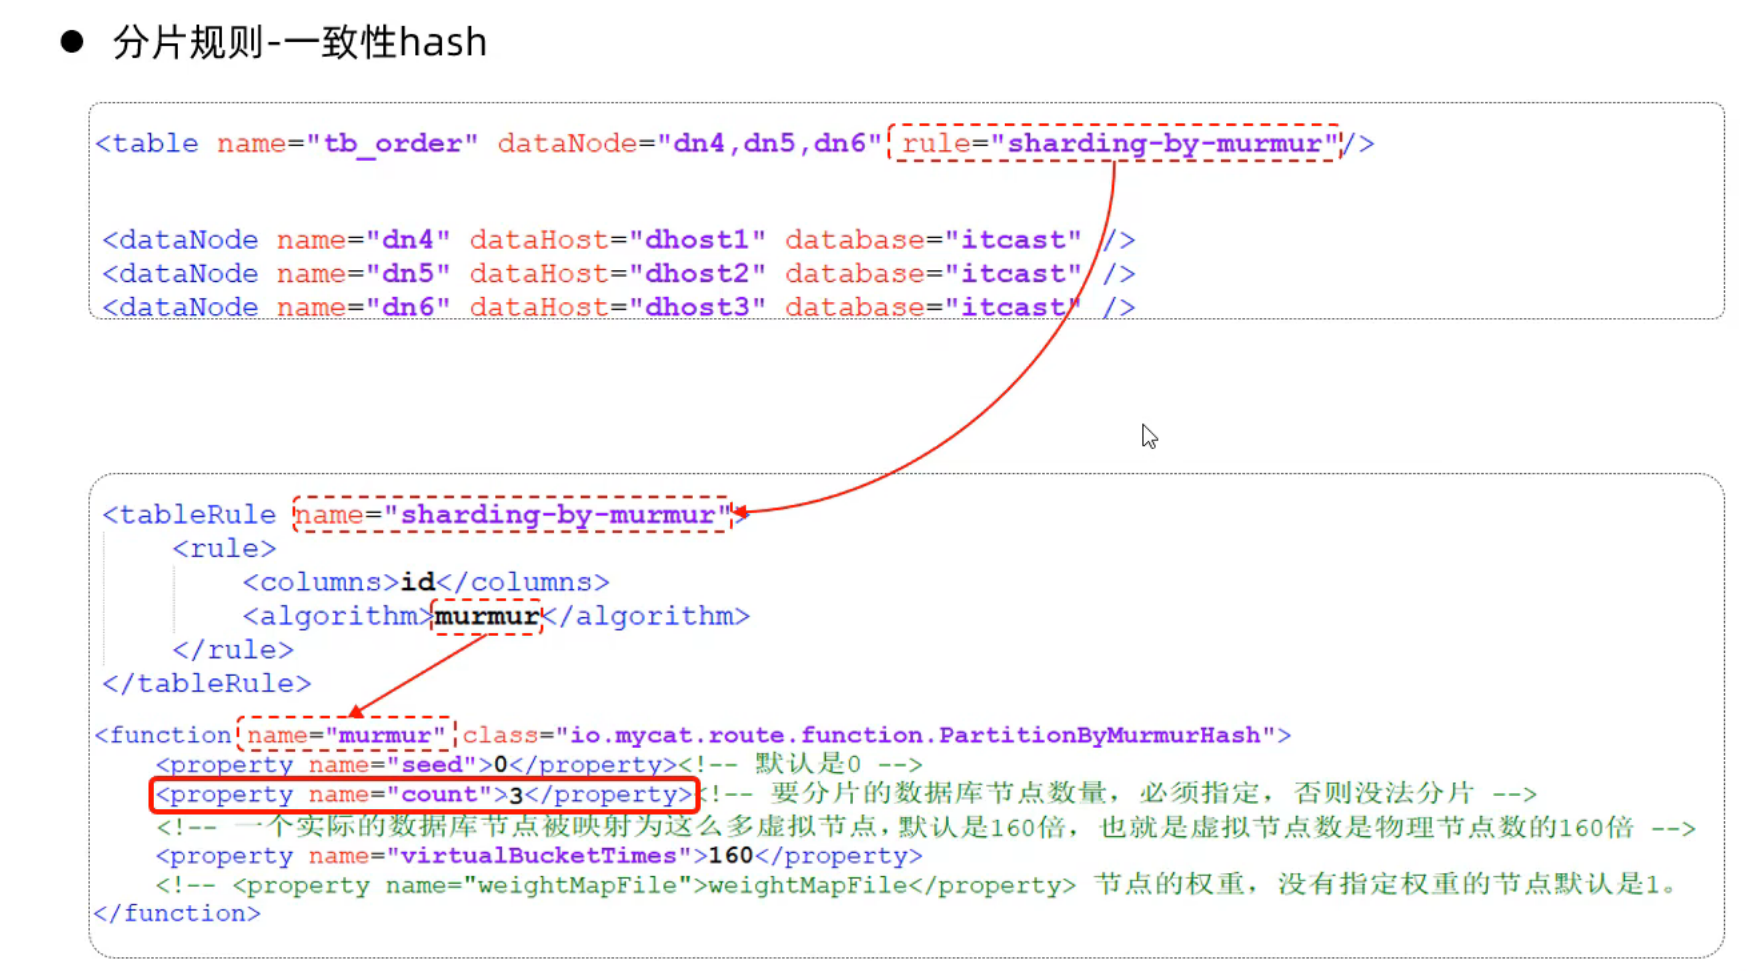 ● 分片规则-一致性hash
<table name="tb_order" dataNode="dn4,dn5,dn6" rule="sharding-by-murmur"/>
<dataNode name="dn4" dataHost="dhost1" database="itcast" />
<dataNode name="dn5" dataHost="dhost2" database="itcast" />
<dataNode name="dn6" dataHost="dhost3" database="itcast" />
<tableRule name="sharding-by-murmur">
<rule>
<columns>id</columns>
<algorithm>murmur</algorithm>
</rule>
</tableRule>
<function name="murmur" class="io.mycat.route.function.PartitionByMurmurHash">
<property name="seed">0</property><!-- 默认是0 -->
<property name="count">3</property><!-- 要分片的数据库节点数量，必须指定，否则没法分片 -->
<!-- 一个实际的数据库节点被映射为这么多虚拟节点，默认是160倍，也就是虚拟节点数是物理节点数的160倍 -->
<property name="virtualBucketTimes">160</property>
<!-- <property name="weightMapFile">weightMapFile</property> 节点的权重，没有指定权重的节点默认是1。
</function>